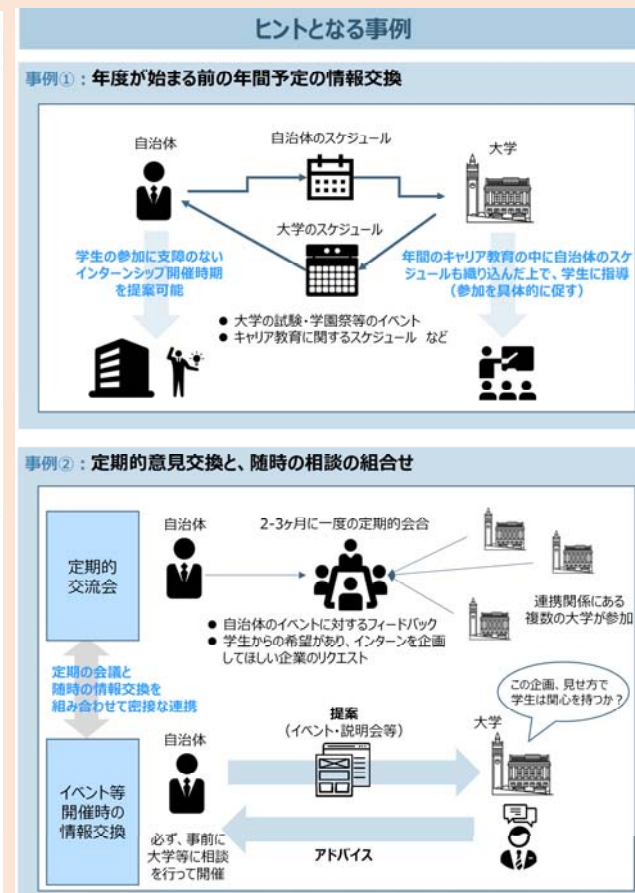 ヒントとなる事例
事例①：年度が始まる前の年間予定の情報交換
自治体
自治体のスケジュール
大学
大学のスケジュール
学生の参加に支障のない
インターンシップ開催時期
を提案可能
年間のキャリア教育の中に自治体のスケ
ジュールも織り込んだ上で、学生に指導
（参加を具体的に促す）
● 大学の試験・学園祭等のイベント
● キャリア教育に関するスケジュール など
事例②：定期的意見交換と、随時の相談の組合せ
定期的
交流会
自治体
2-3ヶ月に一度の定期的会合
連携関係にある
複数の大学が参加
● 自治体のイベントに対するフィードバック
● 学生からの希望があり、インターンを企画
してほしい企業のリクエスト
定期の会議と
随時の情報交換を
組み合わせて密接な連携
イベント等
開催時の
情報交換
自治体
必ず、事前に
大学等に相談
を行って開催
提案
（イベント・説明会等）
アドバイス
この企画、見せ方で
学生は関心を持つか？
大学